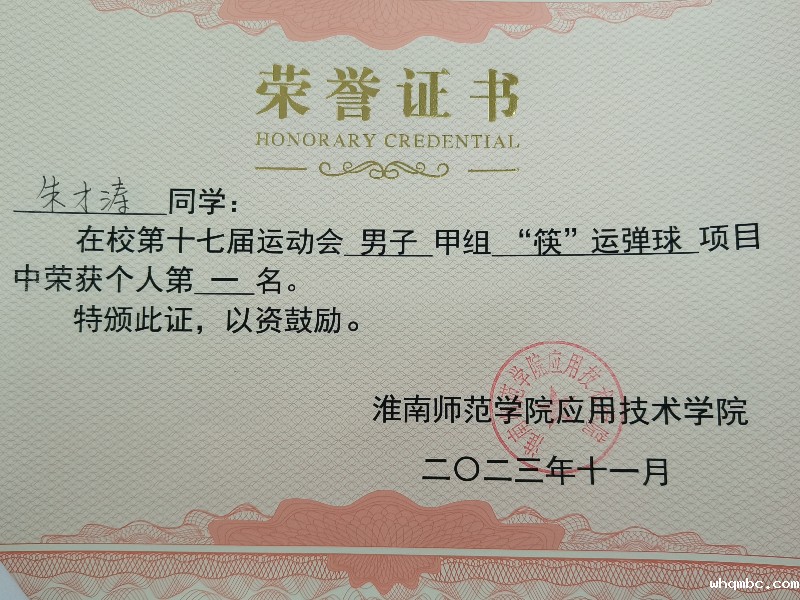 荣誉证书
HONORARY CREDENTIAL
朱才涛 同学：
在校第十七届运动会 男子 甲组 “筷”运弹球 项目
中荣获个人第 一 名。
特颁此证，以资鼓励。
淮南师范学院应用技术学院
二〇二三年十一月
whqmbc.com